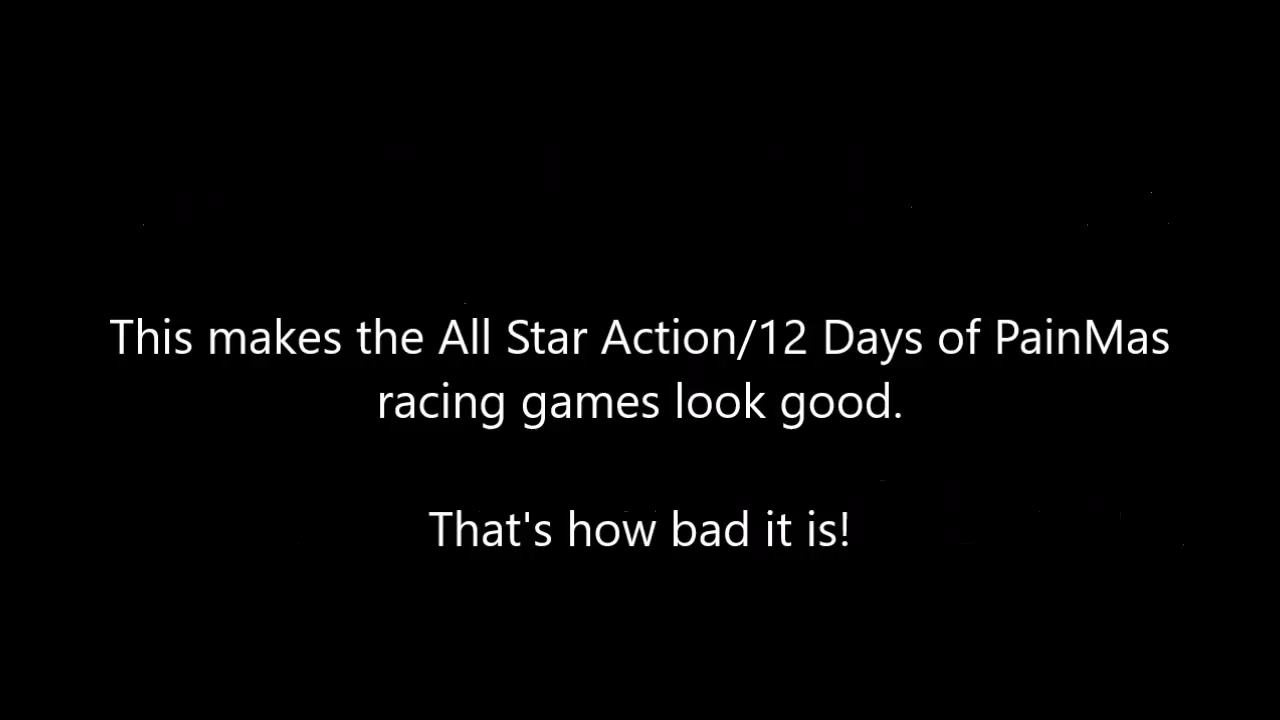 This makes the All Star Action/12 Days of PainMas
racing games look good.
That's how bad it is!